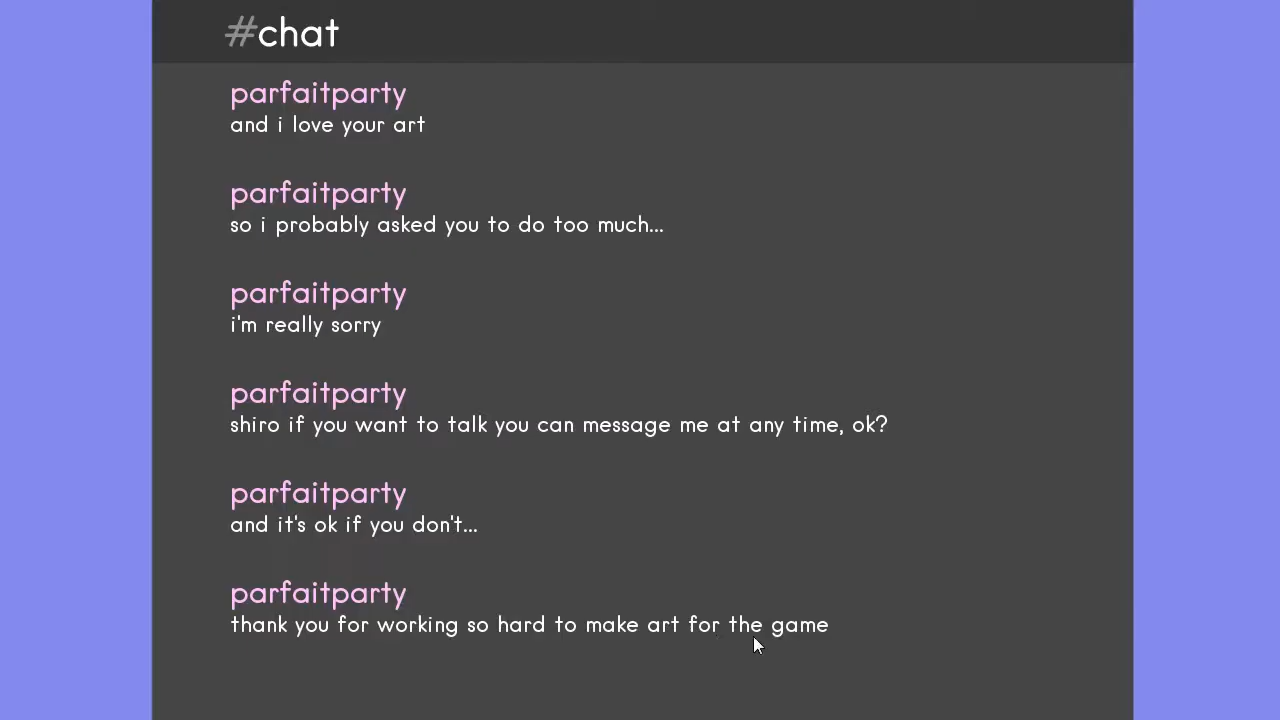 #chat
parfaitparty
and i love your art
parfaitparty
so i probably asked you to do too much...
parfaitparty
i'm really sorry
parfaitparty
shiro if you want to talk you can message me at any time, ok?
parfaitparty
and it's ok if you don't...
parfaitparty
thank you for working so hard to make art for the game